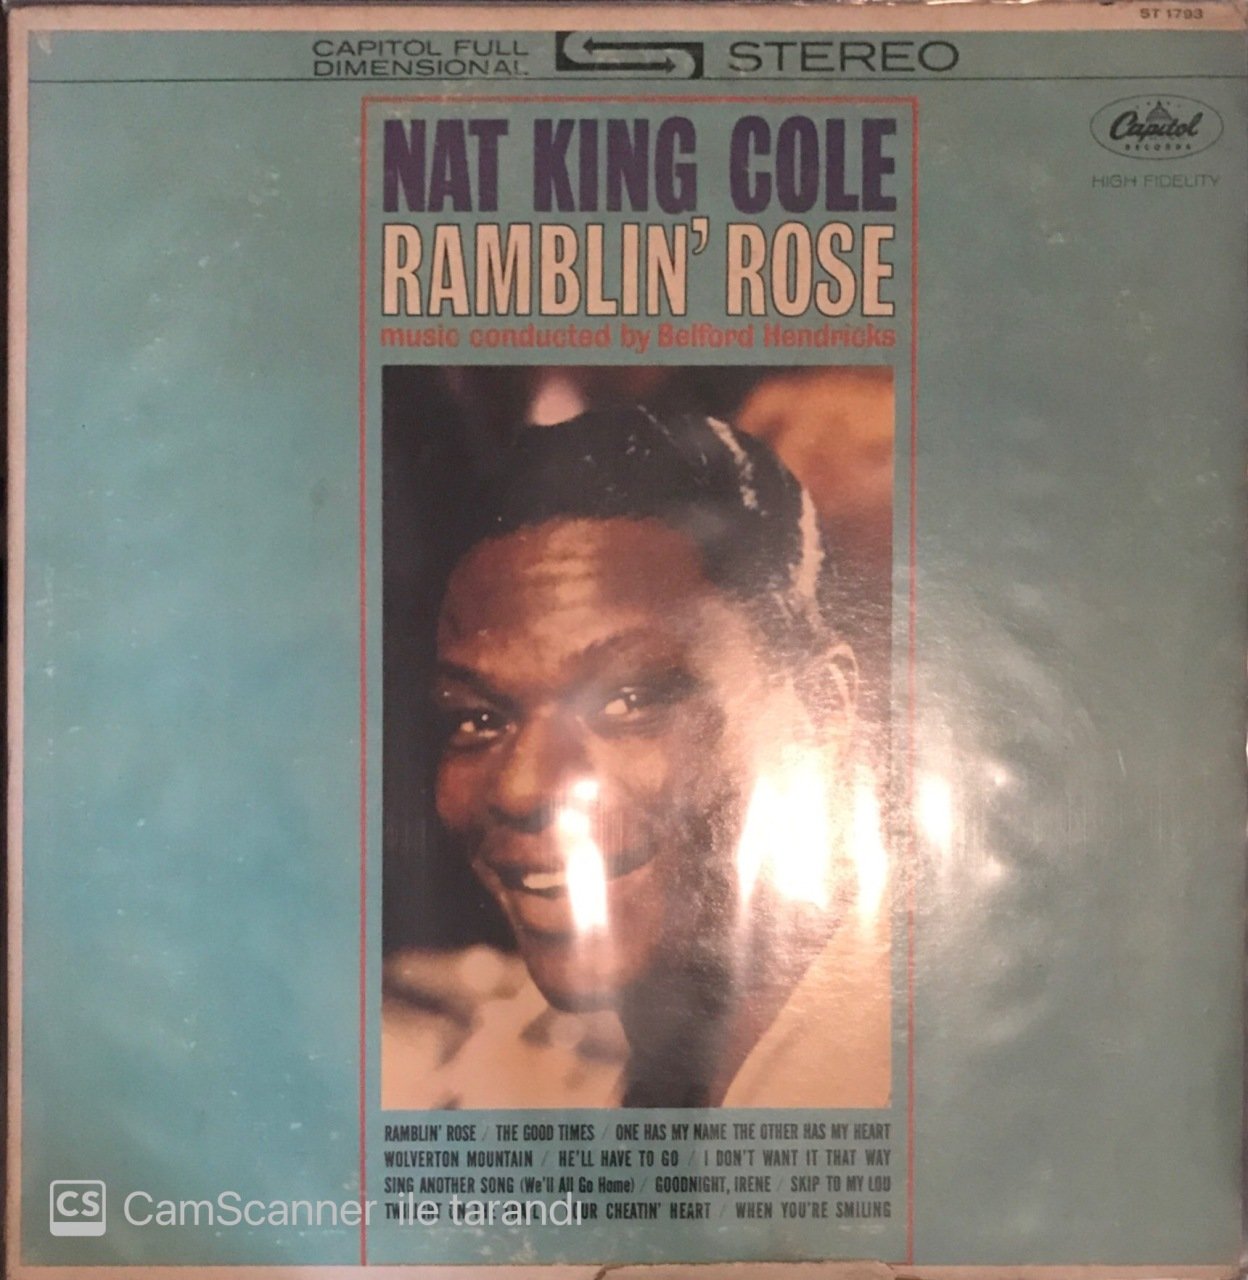 ST 1793
CAPITOL FULL
DIMENSIONAL
STEREO
Capitol
RECORDS
HIGH FIDELITY
NAT KING COLE
RAMBLIN' ROSE
music conducted by Belford Hendricks
RAMBLIN' ROSE / THE GOOD TIMES / ONE HAS MY NAME THE OTHER HAS MY HEART
WOLVERTON MOUNTAIN / HE'LL HAVE TO GO / I DON'T WANT IT THAT WAY
SING ANOTHER SONG (We'll All Go Home) / GOODNIGHT, IRENE / SKIP TO MY LOU
CHEATIN' HEART / WHEN YOU'RE SMILING
CS CamScanner ile tarandı